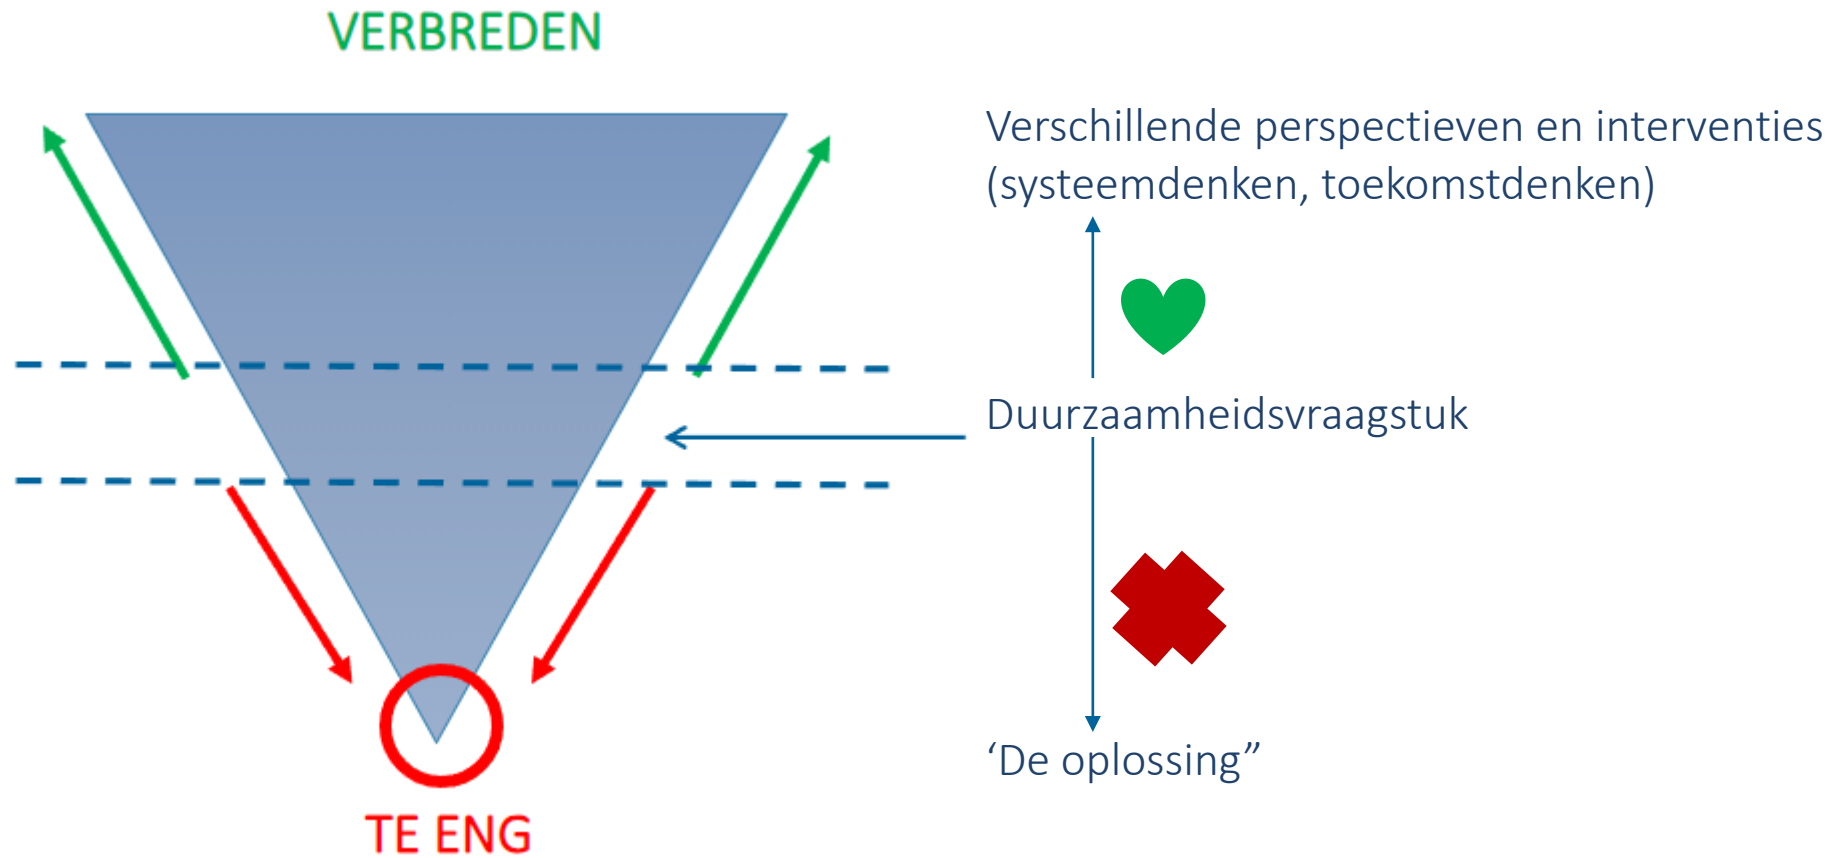 VERBREDEN
Verschillende perspectieven en interventies
(systeemdenken, toekomstdenken)
Duurzaamheidsvraagstuk
‘De oplossing”
TE ENG